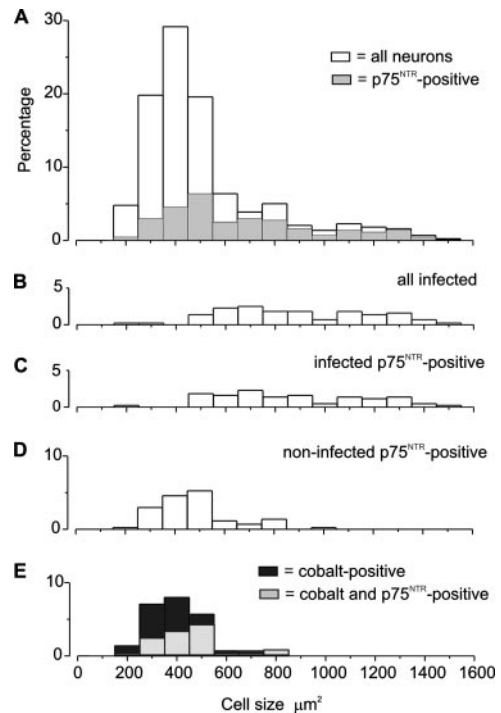 A
30
20
10
0
Percentage
= all neurons
= p75NTR-positive
B
5
0
all infected
C
5
0
infected p75NTR-positive
D
10
0
non-infected p75NTR-positive
E
10
0
= cobalt-positive
= cobalt and p75NTR-positive
0 200 400 600 800 1000 1200 1400 1600
Cell size μm²